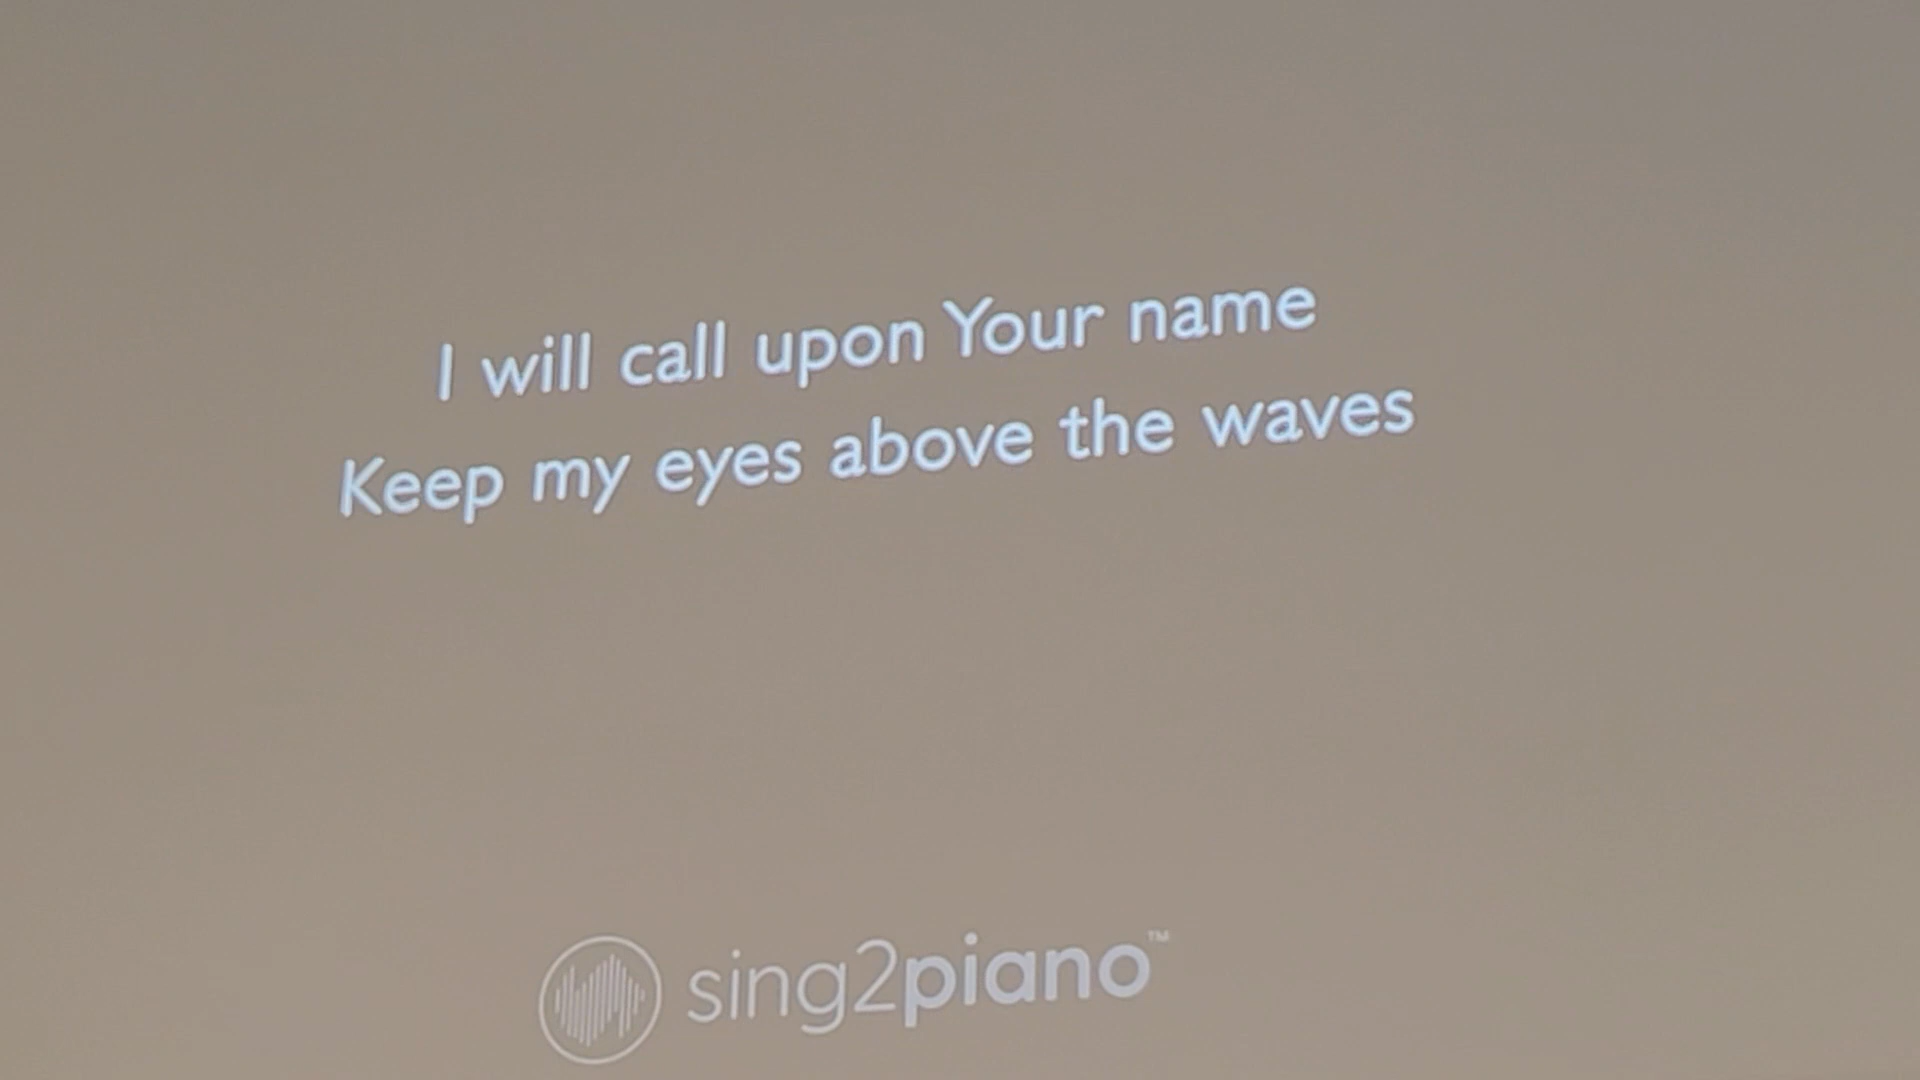 I will call upon Your name
Keep my eyes above the waves
sing2piano™